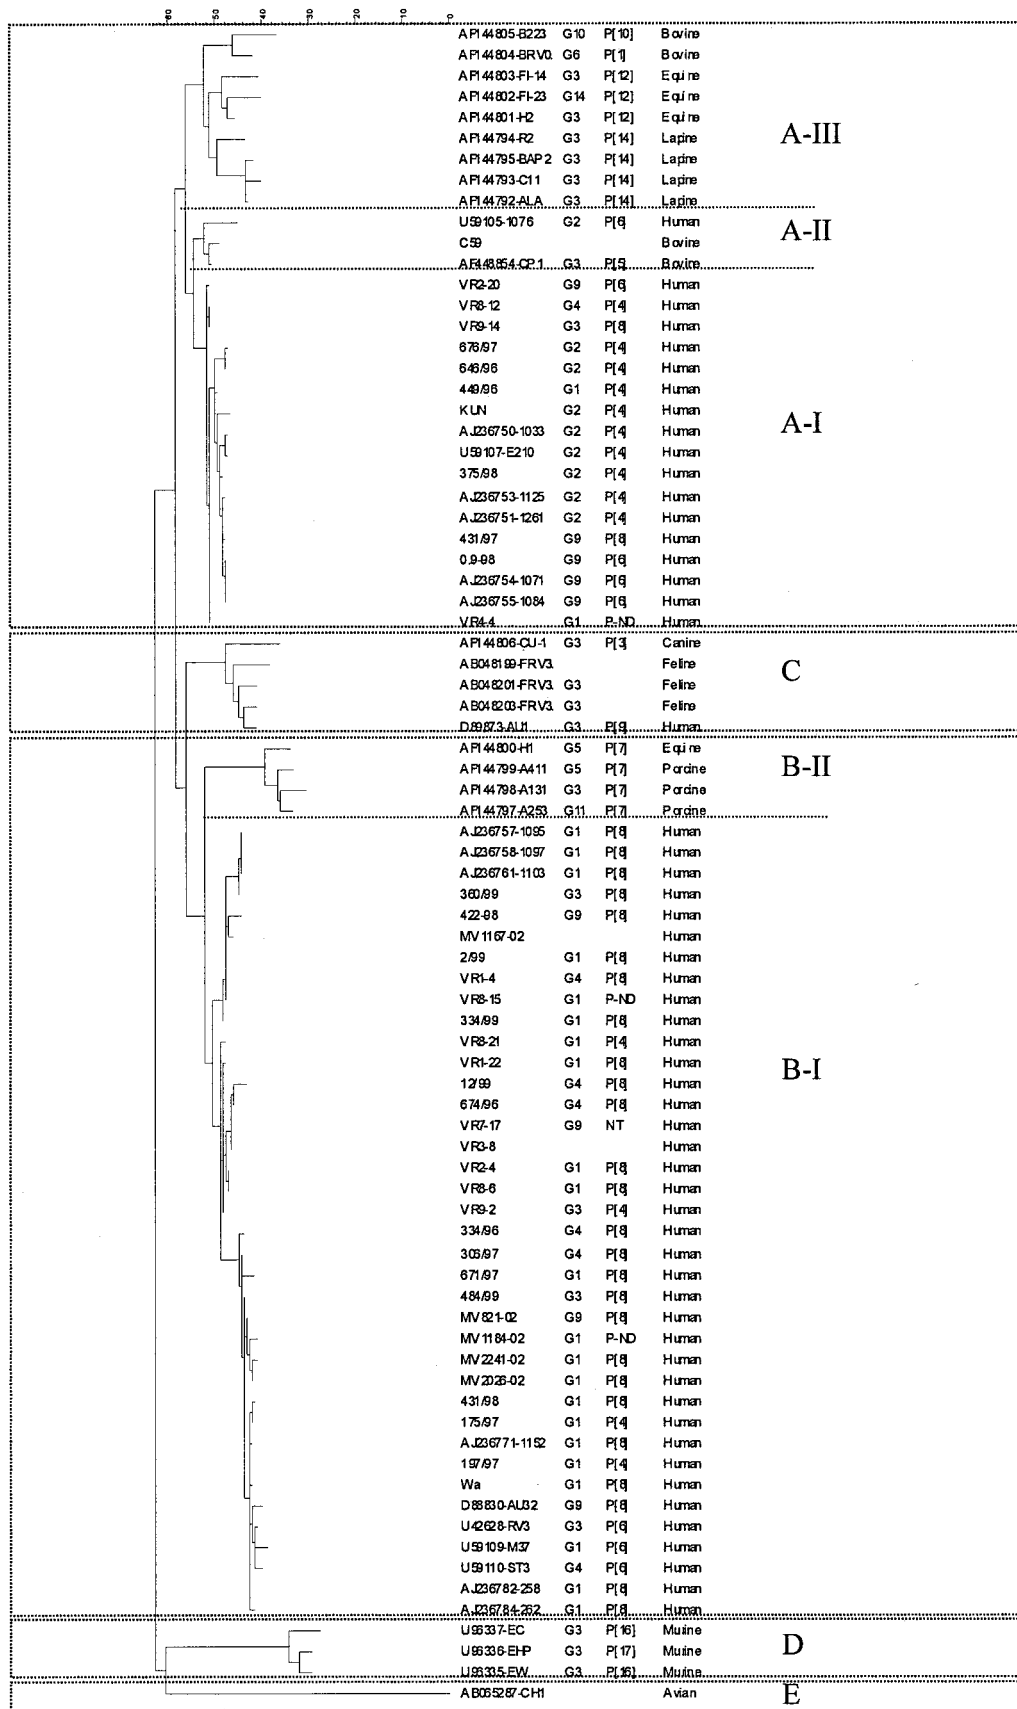 -60 -50 -40 -30 -20 -10 0
AF144805-B223 G10 P[10] Bovine
AF144804-BRV0. G6 P[1] Bovine
AF144803-FI-14 G3 P[12] Equine
AF144802-FI-23 G14 P[12] Equine
AF144801-H2 G3 P[12] Equine
AF144794-R2 G3 P[14] Lapine
A-III
AF144795-BAP2 G3 P[14] Lapine
AF144793-C11 G3 P[14] Lapine
AF144792-ALA G3 P[14] Lapine
U59105-1076 G2 P[6] Human
A-II
C59 Bovine
AF448854-CP.1 G3 P[5] Bovine
VR2-20 G9 P[6] Human
VR8-12 G4 P[4] Human
VR9-14 G3 P[8] Human
676/97 G2 P[4] Human
646/96 G2 P[4] Human
449/96 G1 P[4] Human
KUN G2 P[4] Human
A-I
AJ236750-1033 G2 P[4] Human
U59107-E210 G2 P[4] Human
375/98 G2 P[4] Human
AJ236753-1125 G2 P[4] Human
AJ236751-1261 G2 P[4] Human
431/97 G9 P[8] Human
0.9-98 G9 P[6] Human
AJ236754-1071 G9 P[6] Human
AJ236755-1084 G9 P[6] Human
VR4-4 G1 P-ND Human
AF144806-CU-1 G3 P[3] Canine
AB048199-FRV3. Feline
C
AB048201-FRV3. G3 Feline
AB048203-FRV3. G3 Feline
D89873-AU1 G3 P[9] Human
AF144800-H1 G5 P[7] Equine
AF144799-A411 G5 P[7] Porcine
B-II
AF144798-A131 G3 P[7] Porcine
AF144797-A253 G11 P[7] Porcine
AJ236757-1095 G1 P[8] Human
AJ236758-1097 G1 P[8] Human
AJ236761-1103 G1 P[8] Human
360/99 G3 P[8] Human
422-98 G9 P[8] Human
MV1167-02 Human
2/99 G1 P[8] Human
VR1-4 G4 P[8] Human
VR8-15 G1 P-ND Human
334/99 G1 P[8] Human
VR8-21 G1 P[4] Human
VR1-22 G1 P[8] Human
B-I
12/99 G4 P[8] Human
674/96 G4 P[8] Human
VR7-17 G9 NT Human
VR3-8 Human
VR2-4 G1 P[8] Human
VR8-6 G1 P[8] Human
VR9-2 G3 P[4] Human
334/96 G4 P[8] Human
306/97 G4 P[8] Human
671/97 G1 P[8] Human
484/99 G3 P[8] Human
MV821-02 G9 P[8] Human
MV1184-02 G1 P-ND Human
MV2241-02 G1 P[8] Human
MV2026-02 G1 P[8] Human
431/98 G1 P[8] Human
175/97 G1 P[4] Human
AJ236771-1152 G1 P[8] Human
197/97 G1 P[4] Human
Wa G1 P[8] Human
D88830-AU32 G9 P[8] Human
U42628-RV3 G3 P[6] Human
U59109-M37 G1 P[6] Human
U59110-ST3 G4 P[6] Human
AJ236782-258 G1 P[8] Human
AJ236784-262 G1 P[8] Human
U96337-EC G3 P[16] Murine
U96336-EHP G3 P[17] Murine
D
U96335-EW G3 P[16] Murine
AB065287-CH1 Avian
E